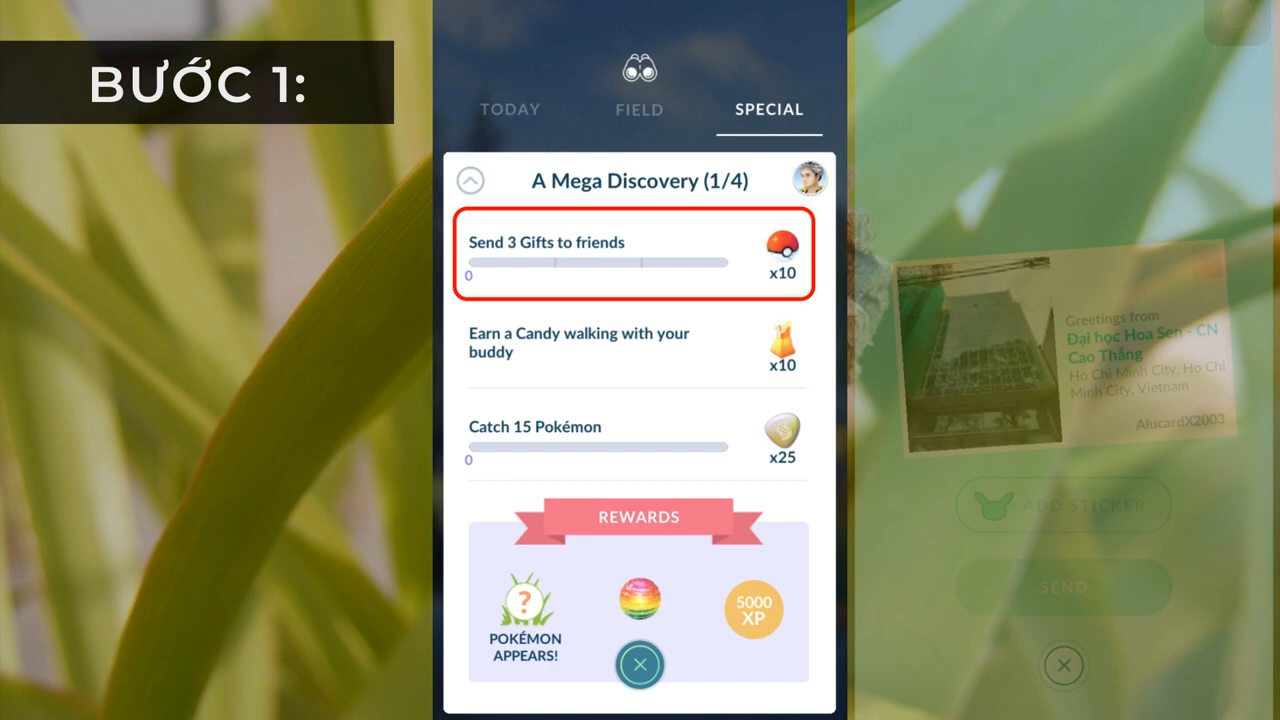 BƯỚC 1:
TODAY
FIELD
SPECIAL
A Mega Discovery (1/4)
Send 3 Gifts to friends
0
x10
Earn a Candy walking with your
buddy
x10
Catch 15 Pokémon
0
x25
REWARDS
?
POKÉMON
APPEARS!
5000
XP
Greetings from
Đại học Hoa Sen - CN
Cao Thắng
Ho Chi Minh City, Ho Chi
Minh City, Vietnam
AlucardX2003
ADD STICKER
SEND